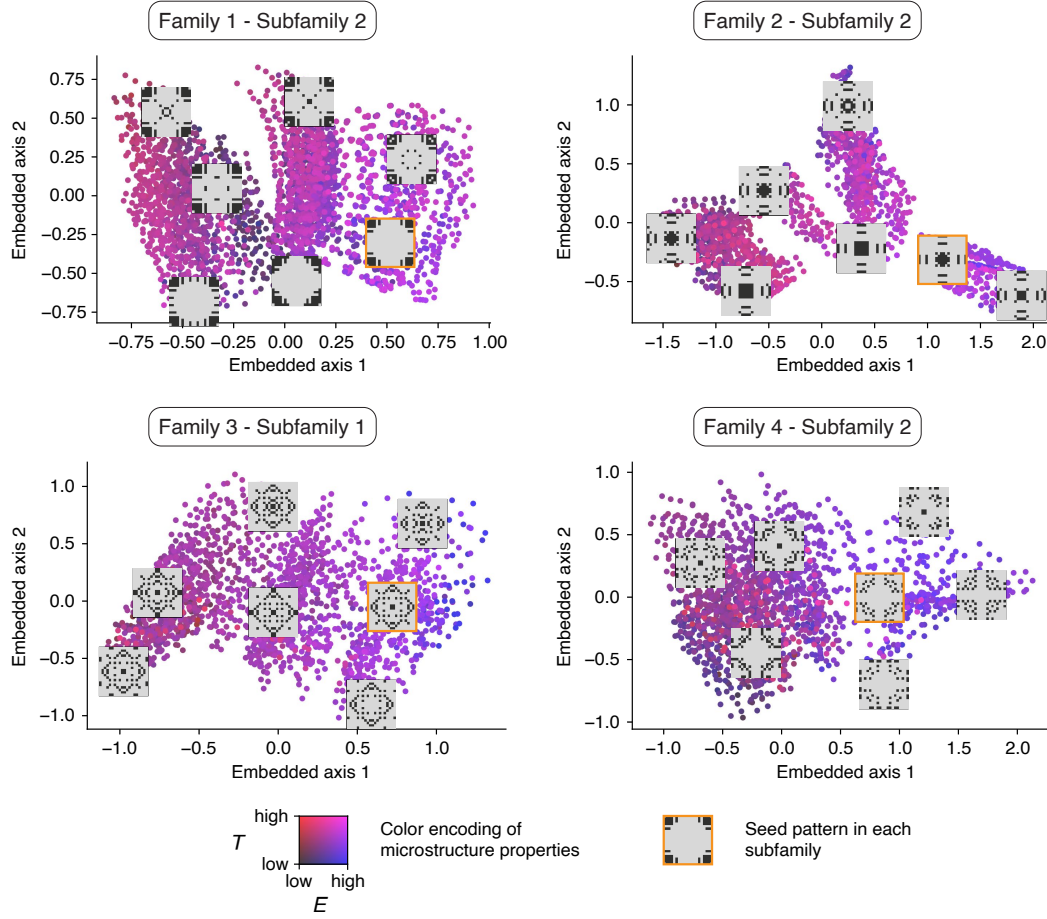 Family 1 - Subfamily 2
Family 2 - Subfamily 2
Embedded axis 2
0.75
0.50
0.25
0.00
−0.25
−0.50
−0.75
−0.75 −0.50 −0.25 0.00 0.25 0.50 0.75 1.00
Embedded axis 1
Embedded axis 2
1.0
0.5
0.0
−0.5
−1.5 −1.0 −0.5 0.0 0.5 1.0 1.5 2.0
Embedded axis 1
Family 3 - Subfamily 1
Family 4 - Subfamily 2
Embedded axis 2
1.0
0.5
0.0
−0.5
−1.0
−1.0 −0.5 0.0 0.5 1.0
Embedded axis 1
Embedded axis 2
1.0
0.5
0.0
−0.5
−1.0
−1.0 −0.5 0.0 0.5 1.0 1.5 2.0
Embedded axis 1
T
high
low
low high
E
Color encoding of
microstructure properties
Seed pattern in each
subfamily